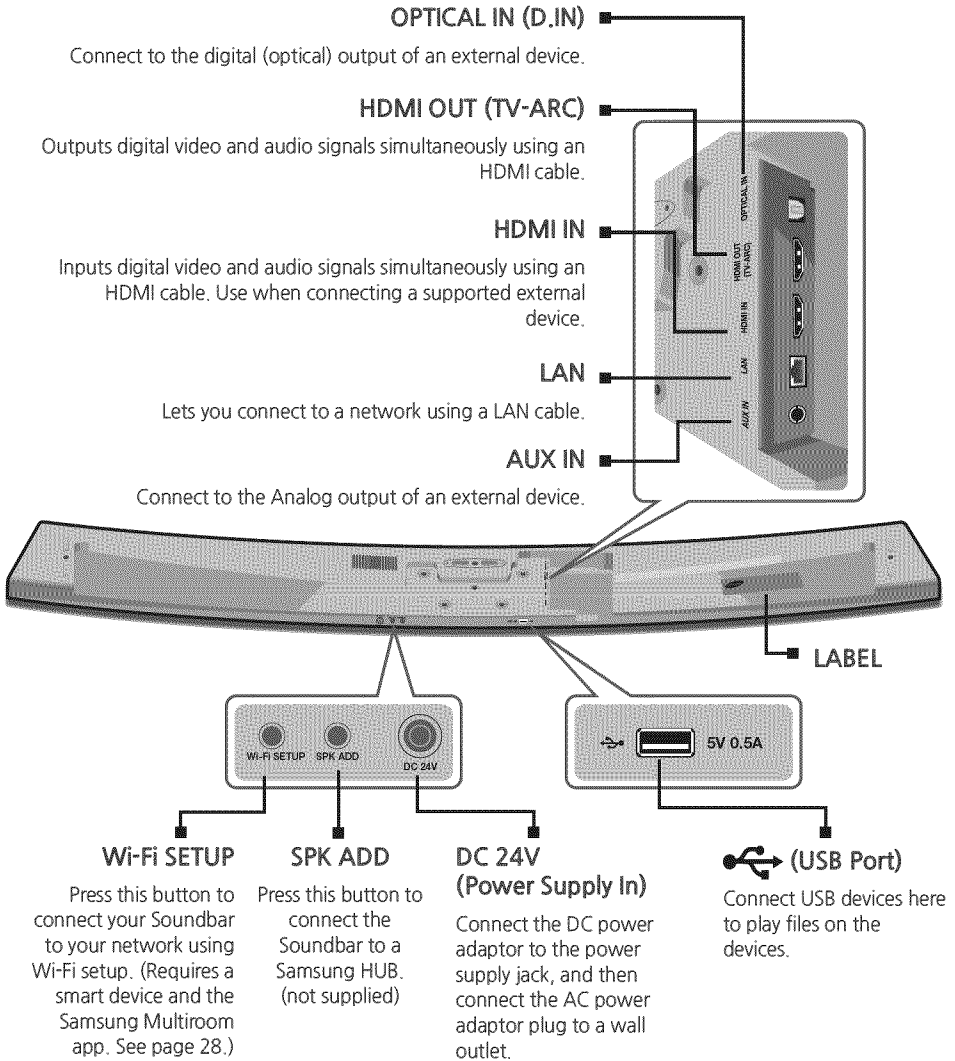 OPTICAL IN (D.IN)
Connect to the digital (optical) output of an external device.
HDMI OUT (TV-ARC)
Outputs digital video and audio signals simultaneously using an
HDMI cable.
HDMI IN
Inputs digital video and audio signals simultaneously using an
HDMI cable. Use when connecting a supported external
device.
LAN
Lets you connect to a network using a LAN cable.
AUX IN
Connect to the Analog output of an external device.
OPTICAL IN
HDMI OUT
(TV-ARC)
HDMI IN
LAN
AUX IN
LABEL
Wi-Fi SETUP
SPK ADD
DC 24V
5V 0.5A
Wi-Fi SETUP
Press this button to
connect your Soundbar
to your network using
Wi-Fi setup. (Requires a
smart device and the
Samsung Multiroom
app. See page 28.)
SPK ADD
Press this button to
connect the
Soundbar to a
Samsung HUB.
(not supplied)
DC 24V
(Power Supply In)
Connect the DC power
adaptor to the power
supply jack, and then
connect the AC power
adaptor plug to a wall
outlet.
(USB Port)
Connect USB devices here
to play files on the
devices.